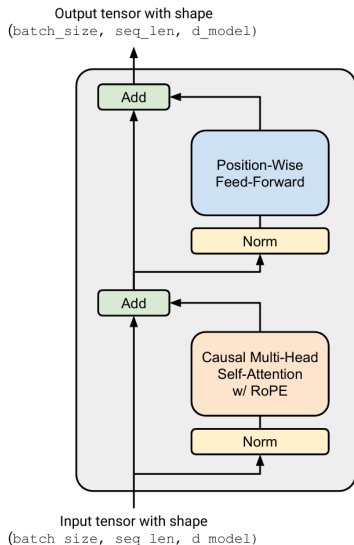 Output tensor with shape
(batch_size, seq_len, d_model)
Add
Position-Wise
Feed-Forward
Norm
Add
Causal Multi-Head
Self-Attention
w/ RoPE
Norm
Input tensor with shape
(batch_size, seq_len, d_model)